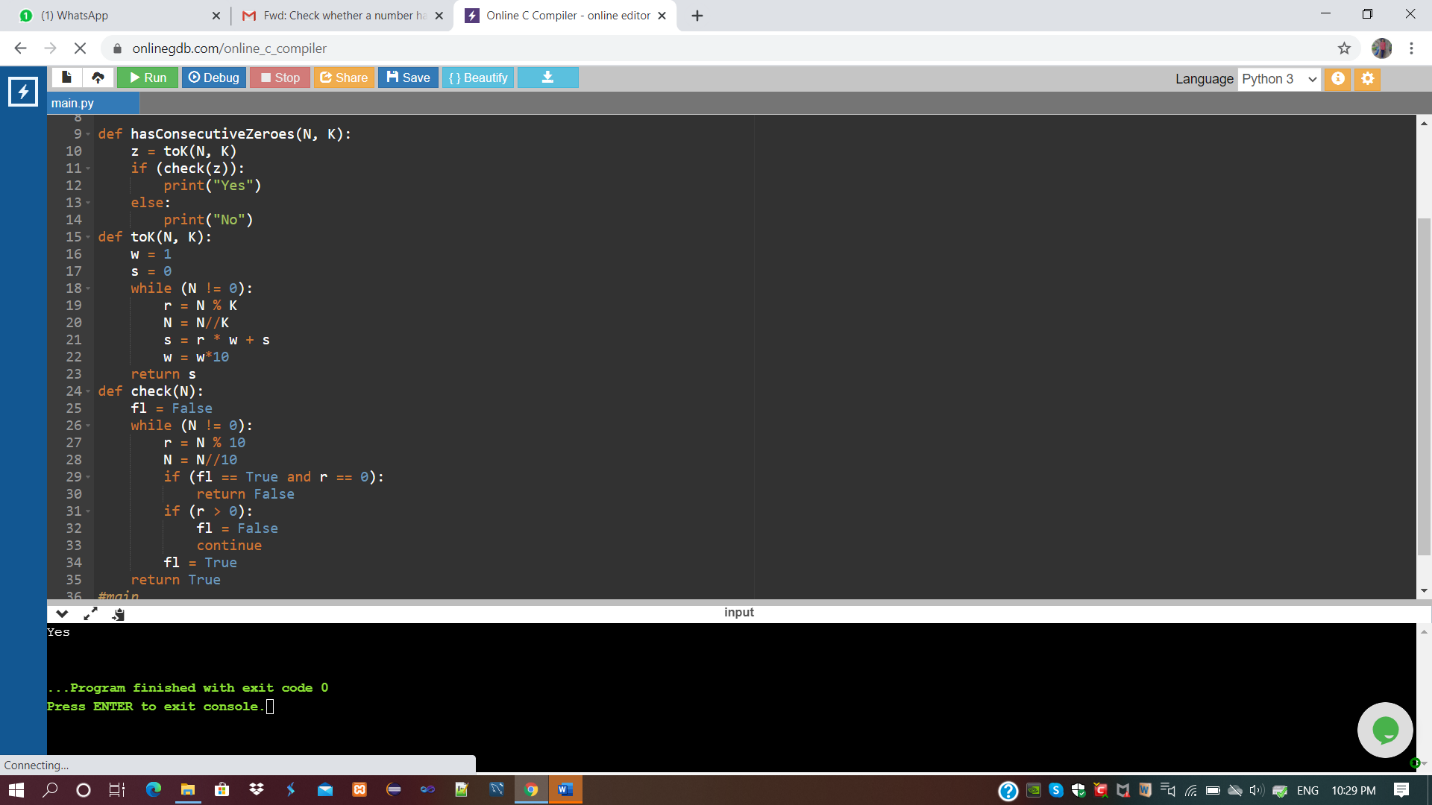 (1) WhatsApp
Fwd: Check whether a number ha
Online C Compiler - online editor
onlinegdb.com/online_c_compiler
Run Debug Stop Share Save { } Beautify
Language Python 3
main.py
8
9 def hasConsecutiveZeroes(N, K):
10 z = toK(N, K)
11 if (check(z)):
12 print("Yes")
13 else:
14 print("No")
15 def toK(N, K):
16 w = 1
17 s = 0
18 while (N != 0):
19 r = N % K
20 N = N//K
21 s = r * w + s
22 w = w*10
23 return s
24 def check(N):
25 fl = False
26 while (N != 0):
27 r = N % 10
28 N = N//10
29 if (fl == True and r == 0):
30 return False
31 if (r > 0):
32 fl = False
33 continue
34 fl = True
35 return True
36 #main
input
Yes
...Program finished with exit code 0
Press ENTER to exit console.
Connecting...
ENG 10:29 PM